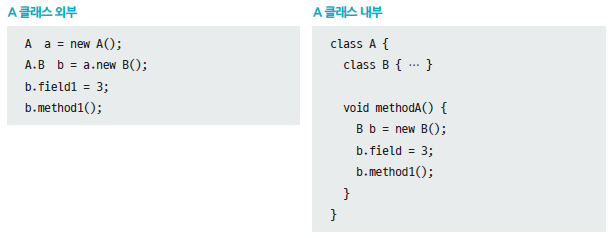 A 클래스 외부
A  a = new A();
A.B  b = a.new B();
b.field1 = 3;
b.method1();
A 클래스 내부
class A {
  class B { ··· }

  void methodA() {
    B b = new B();
    b.field = 3;
    b.method1();
  }
}